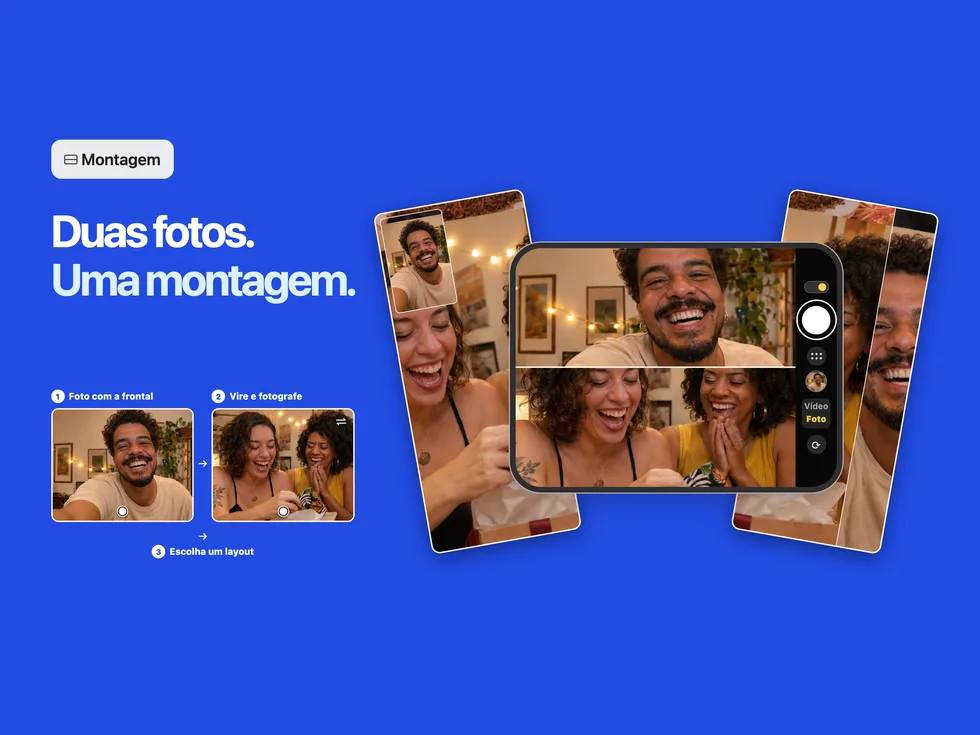 Montagem
Duas fotos.
Uma montagem.
1 Foto com a frontal
2 Vire e fotografe
3 Escolha um layout
Vídeo
Foto